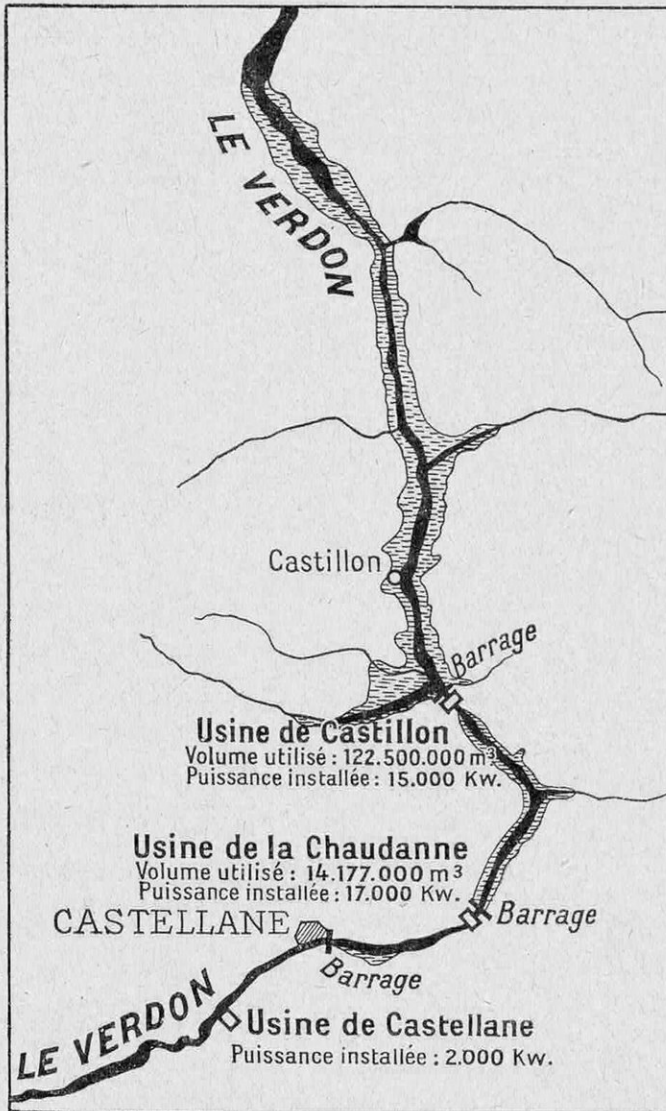 LE VERDON
Castillon
Barrage
Usine de Castillon
Volume utilisé : 122.500.000 m³
Puissance installée : 15.000 Kw.
Usine de la Chaudanne
Volume utilisé : 14.177.000 m³
Puissance installée : 17.000 Kw.
CASTELLANE
Barrage
Barrage
LE VERDON
Usine de Castellane
Puissance installée : 2.000 Kw.